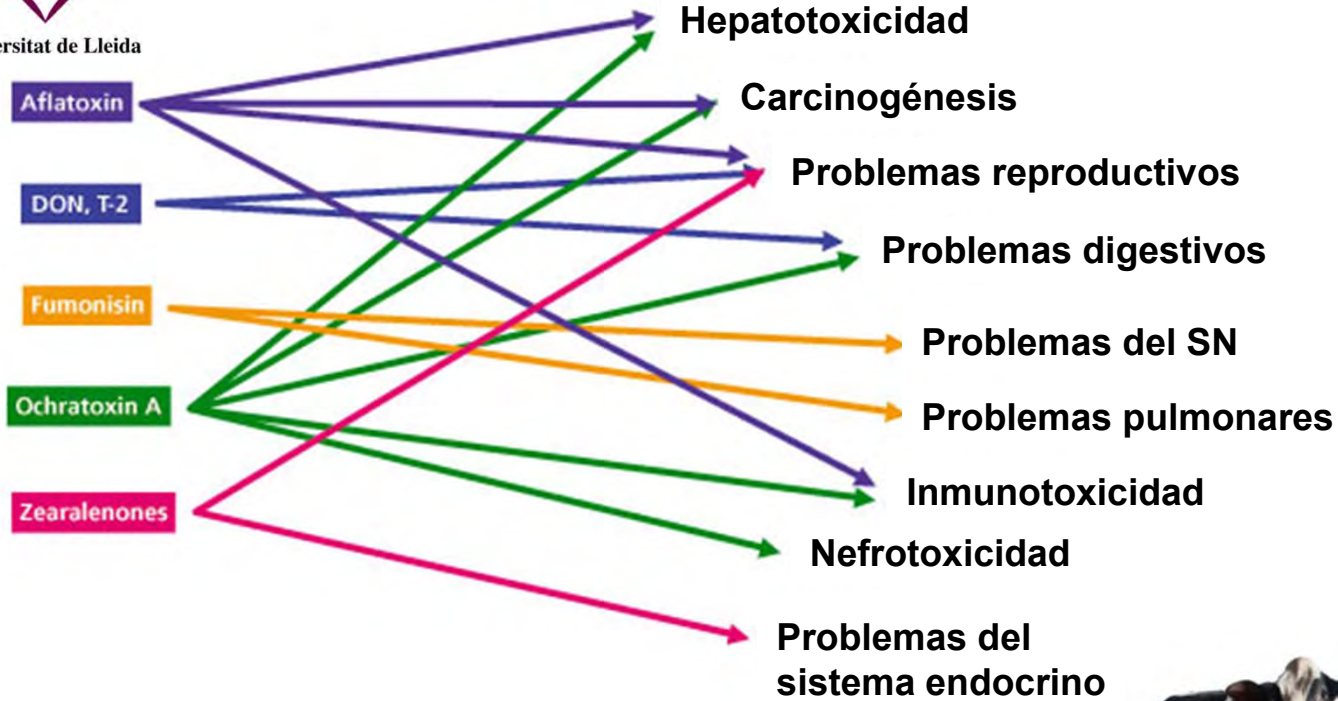 Hepatotoxicidad
ersitat de Lleida
Aflatoxin
Carcinogénesis
Problemas reproductivos
DON, T-2
Problemas digestivos
Fumonisin
Problemas del SN
Ochratoxin A
Problemas pulmonares
Inmunotoxicidad
Zearalenones
Nefrotoxicidad
Problemas del
sistema endocrino